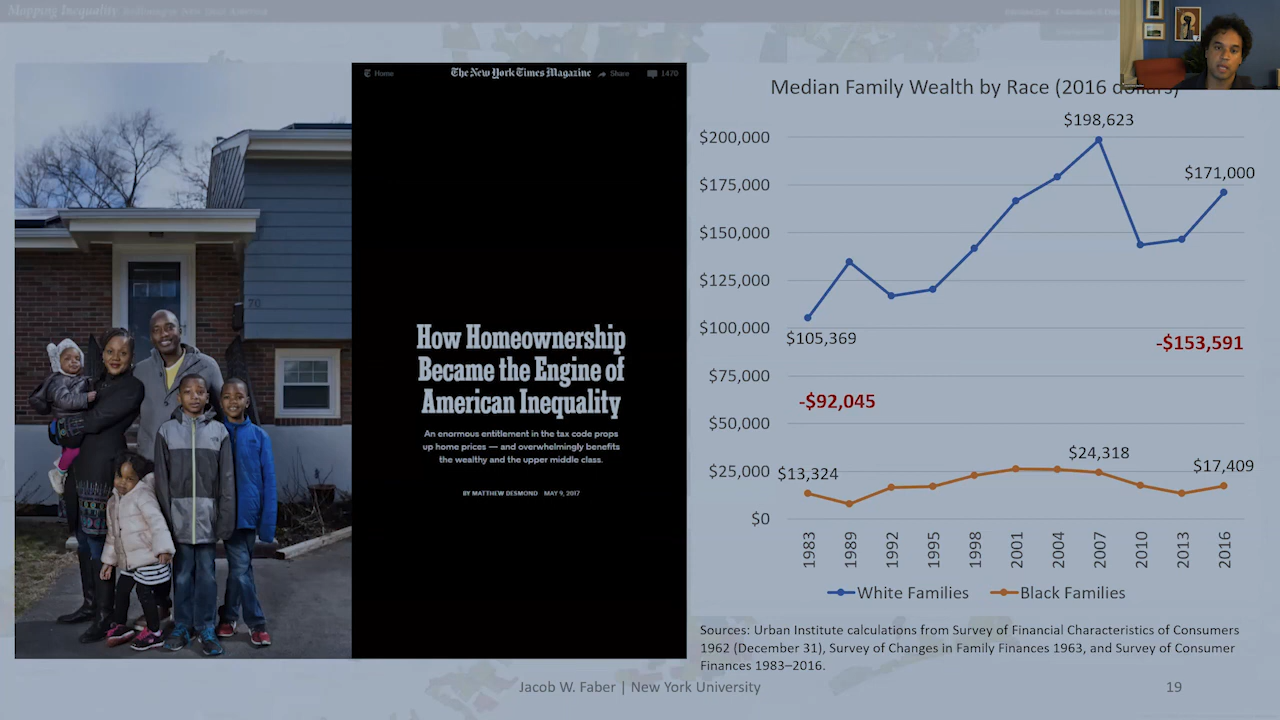 Mapping Inequality
Home
The New York Times Magazine
Share
1470
How Homeownership
Became the Engine of
American Inequality
An enormous entitlement in the tax code props
up home prices — and overwhelmingly benefits
the wealthy and the upper middle class.
BY MATTHEW DESMOND MAY 9, 2017
70
Median Family Wealth by Race (2016 dollars)
$200,000
$175,000
$150,000
$125,000
$100,000
$75,000
$50,000
$25,000
$0
$198,623
$171,000
$105,369
-$153,591
-$92,045
$24,318
$17,409
$13,324
1983
1989
1992
1995
1998
2001
2004
2007
2010
2013
2016
White Families
Black Families
Sources: Urban Institute calculations from Survey of Financial Characteristics of Consumers
1962 (December 31), Survey of Changes in Family Finances 1963, and Survey of Consumer
Finances 1983–2016.
Jacob W. Faber | New York University
19